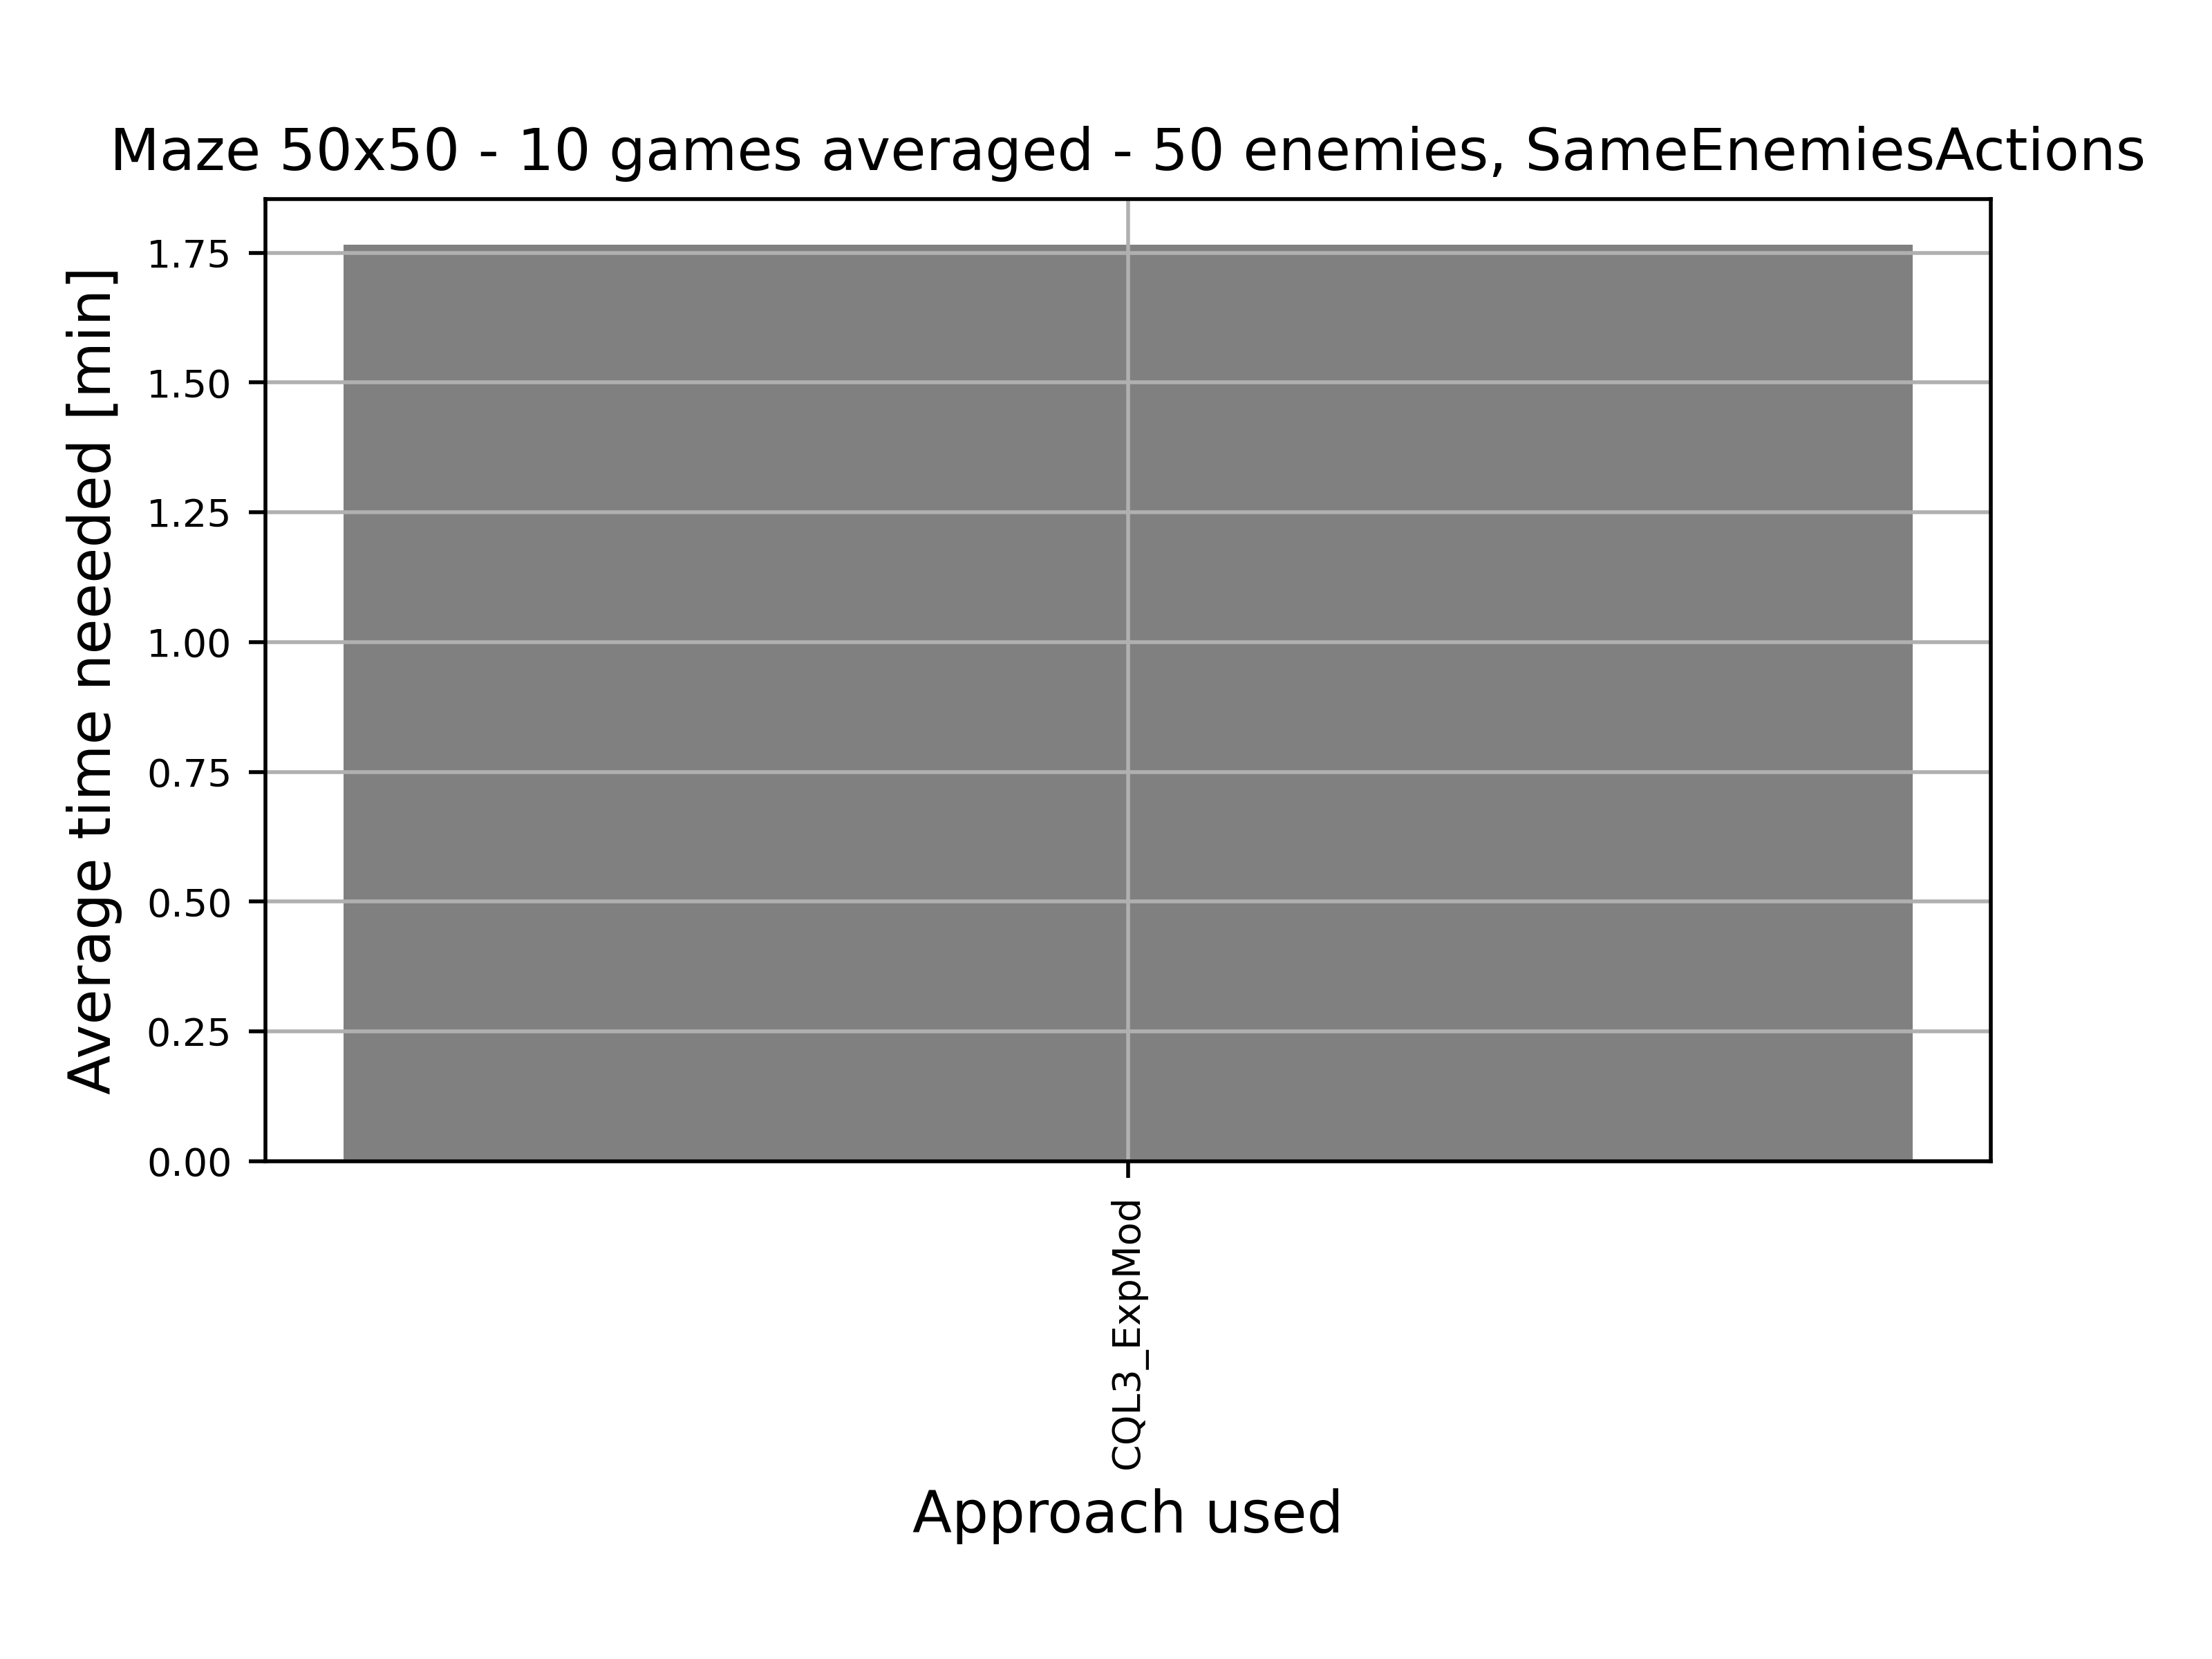 Maze 50x50 - 10 games averaged - 50 enemies, SameEnemiesActions
Average time needed [min]
1.75
1.50
1.25
1.00
0.75
0.50
0.25
0.00
CQL3_ExpMod
Approach used